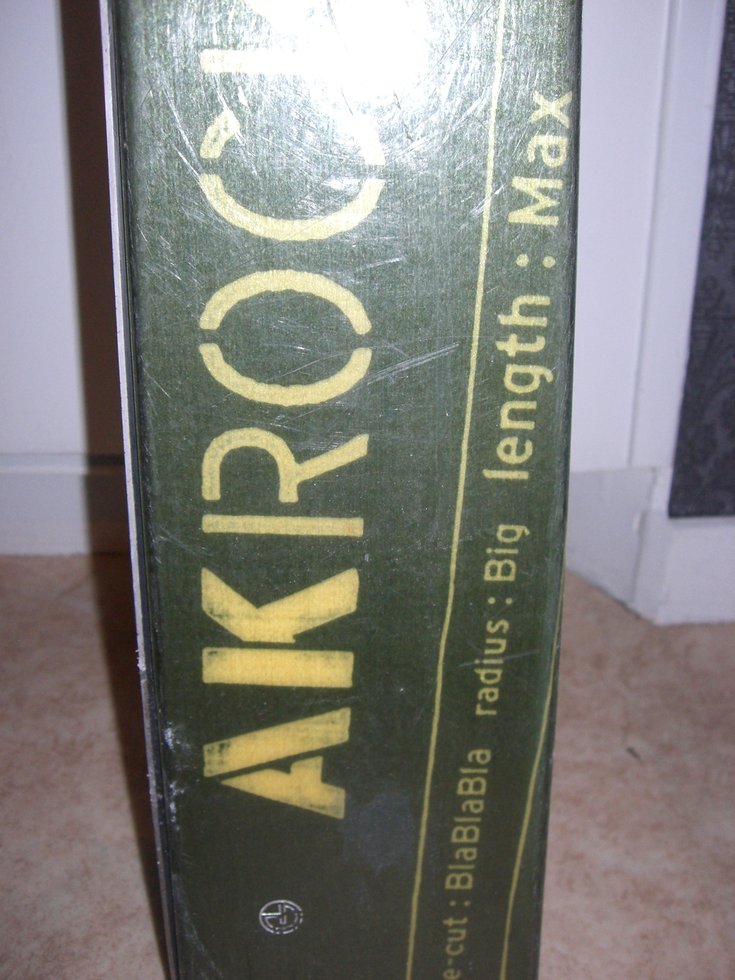 AKROC
e-cut : BlaBlaBla radius : Big length : Max